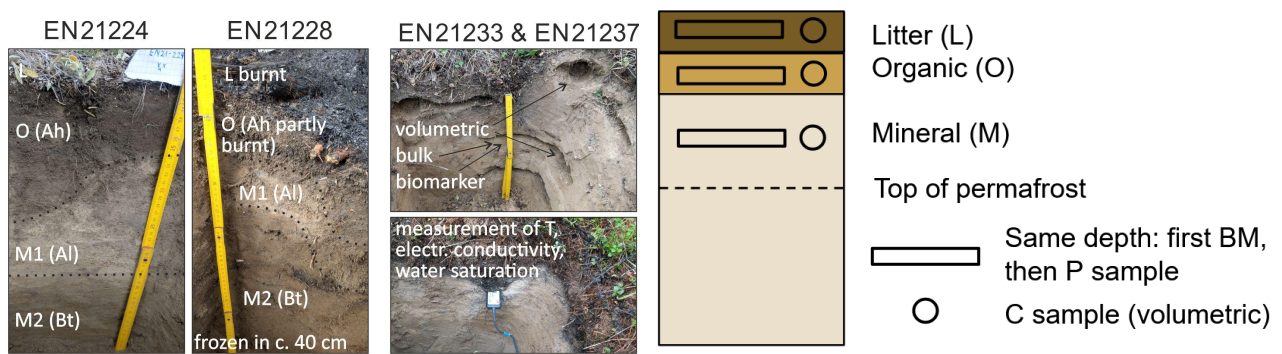 EN21224
EN21228
EN21233 & EN21237
L
O (Ah)
M1 (Al)
M2 (Bt)
L burnt
O (Ah partly
burnt)
M1 (Al)
M2 (Bt)
frozen in c. 40 cm
volumetric
bulk
biomarker
measurement of T,
electr. conductivity,
water saturation
Litter (L)
Organic (O)
Mineral (M)
Top of permafrost
Same depth: first BM,
then P sample
C sample (volumetric)